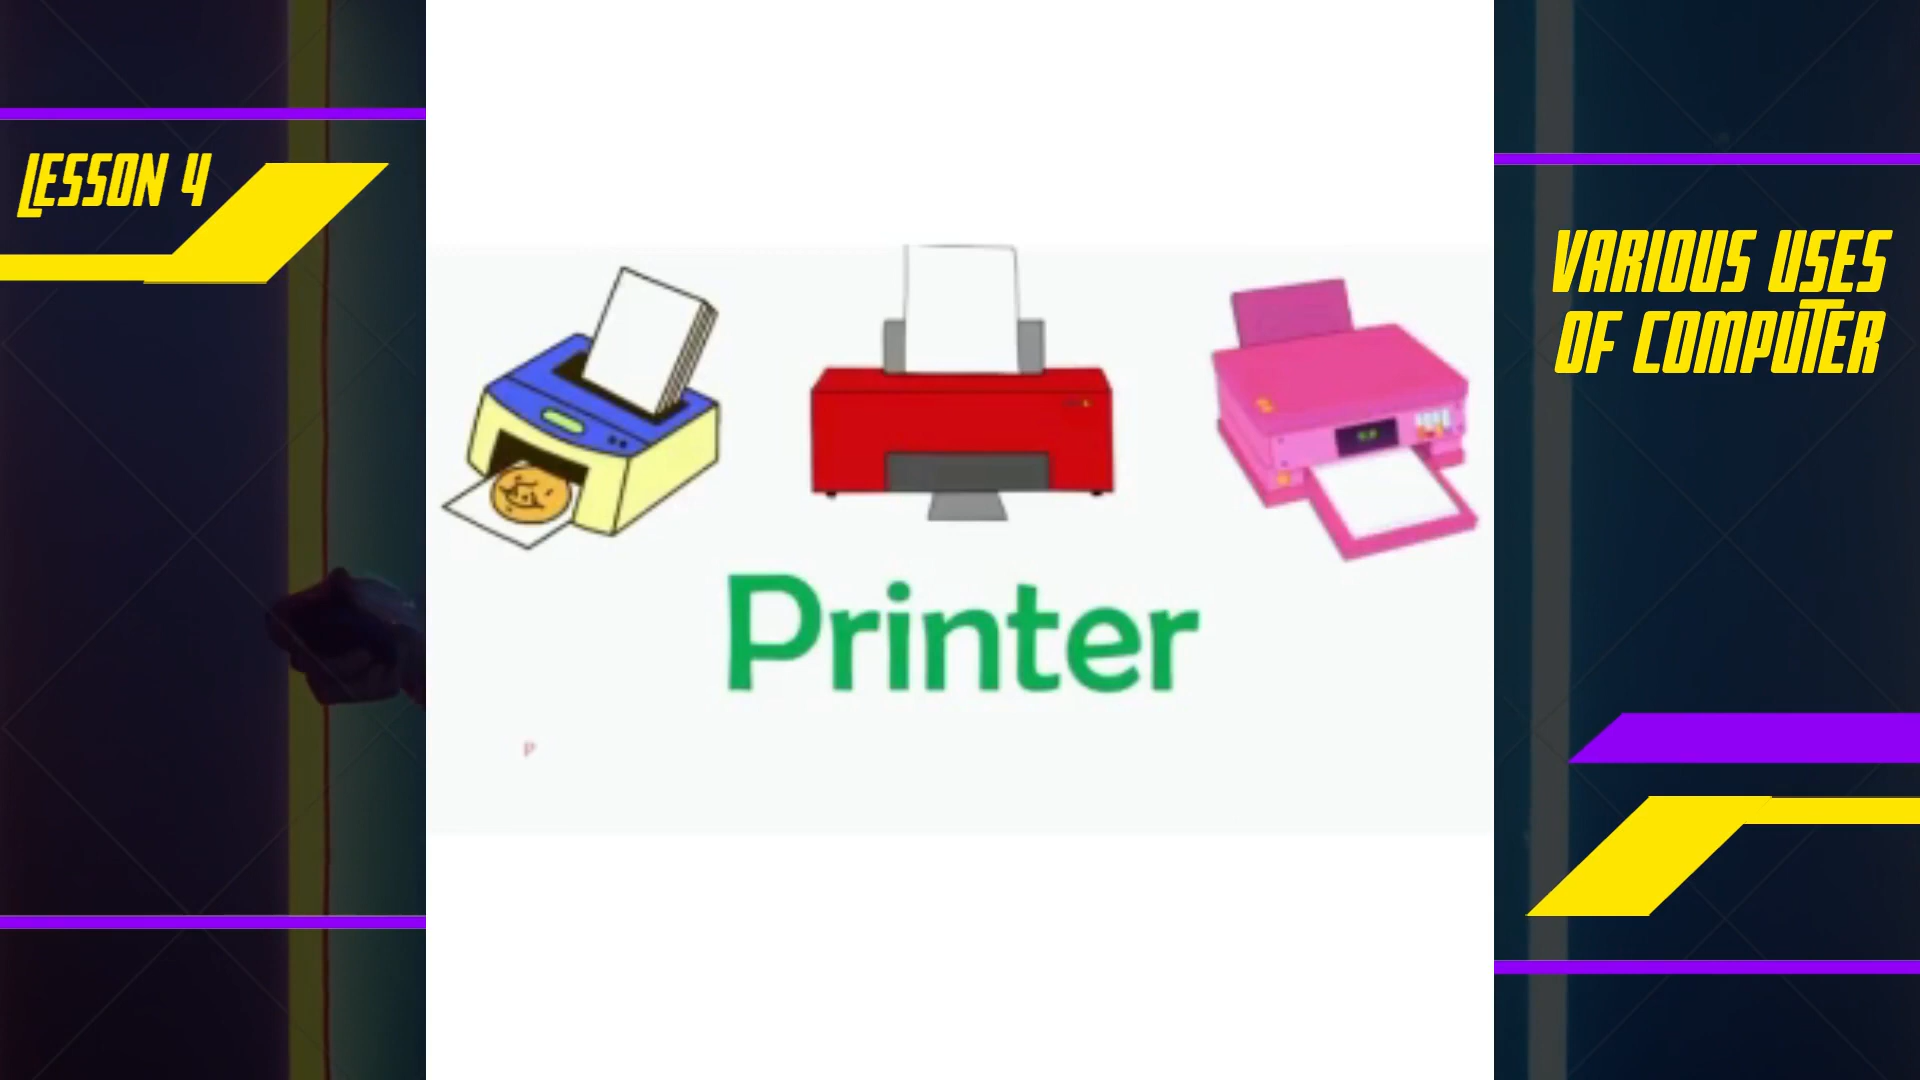 LESSON 4
VARIOUS USES
OF COMPUTER
Printer
P